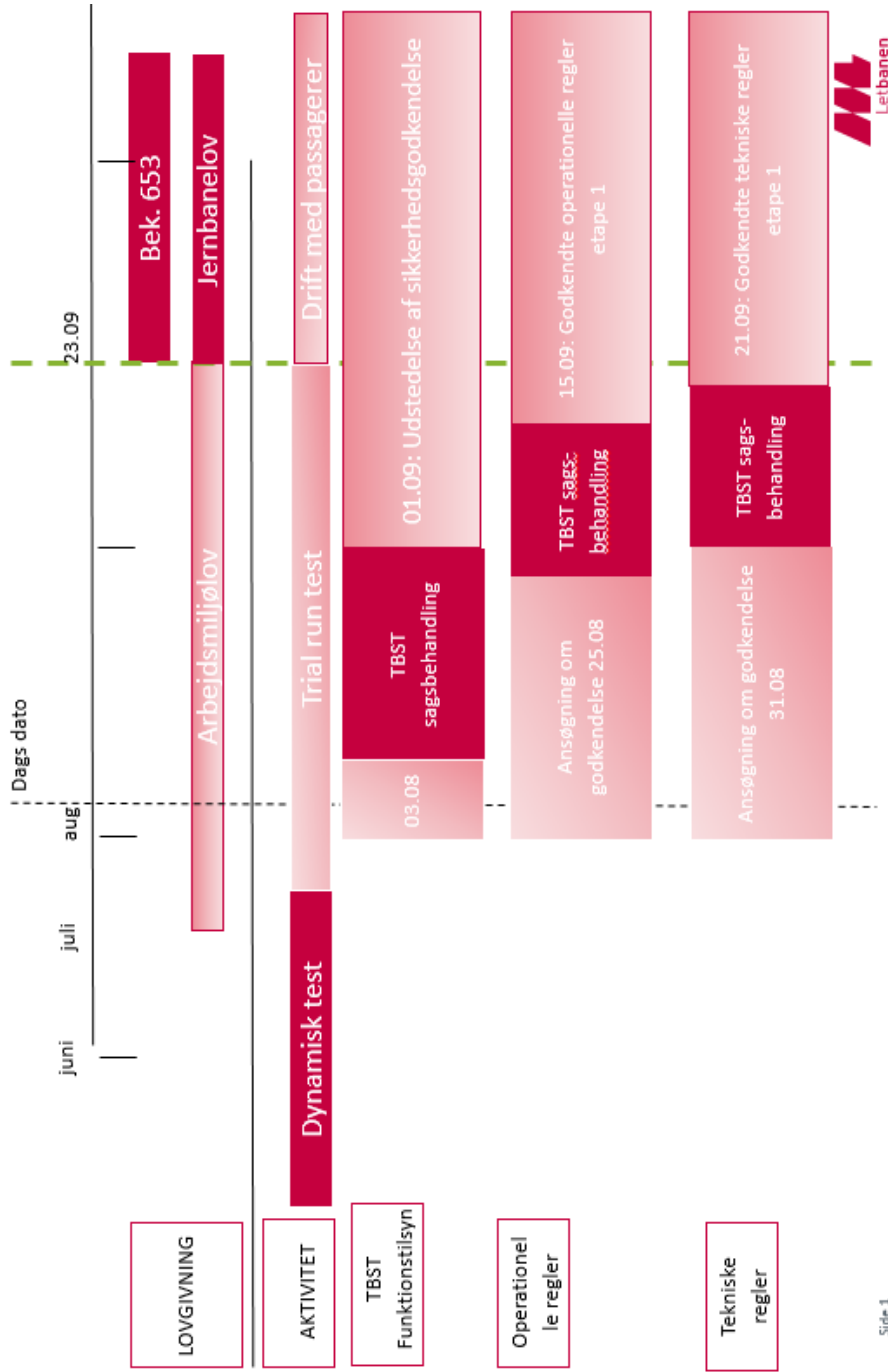 Dags dato
juni
juli
aug
23.09
LOVGIVNING
Bek. 653
Arbejdsmiljølov
Jernbanelov
AKTIVITET
Dynamisk test
Trial run test
Drift med passagerer
TBST
Funktionstilsyn
03.08
TBST
sagsbehandling
01.09: Udstedelse af sikkerhedsgodkendelse
Operationel
le regler
Ansøgning om
godkendelse 25.08
TBST sags-
behandling
15.09: Godkendte operationelle regler
etape 1
Tekniske
regler
Ansøgning om godkendelse
31.08
TBST sags-
behandling
21.09: Godkendte tekniske regler
etape 1
Side 1
Letbanen